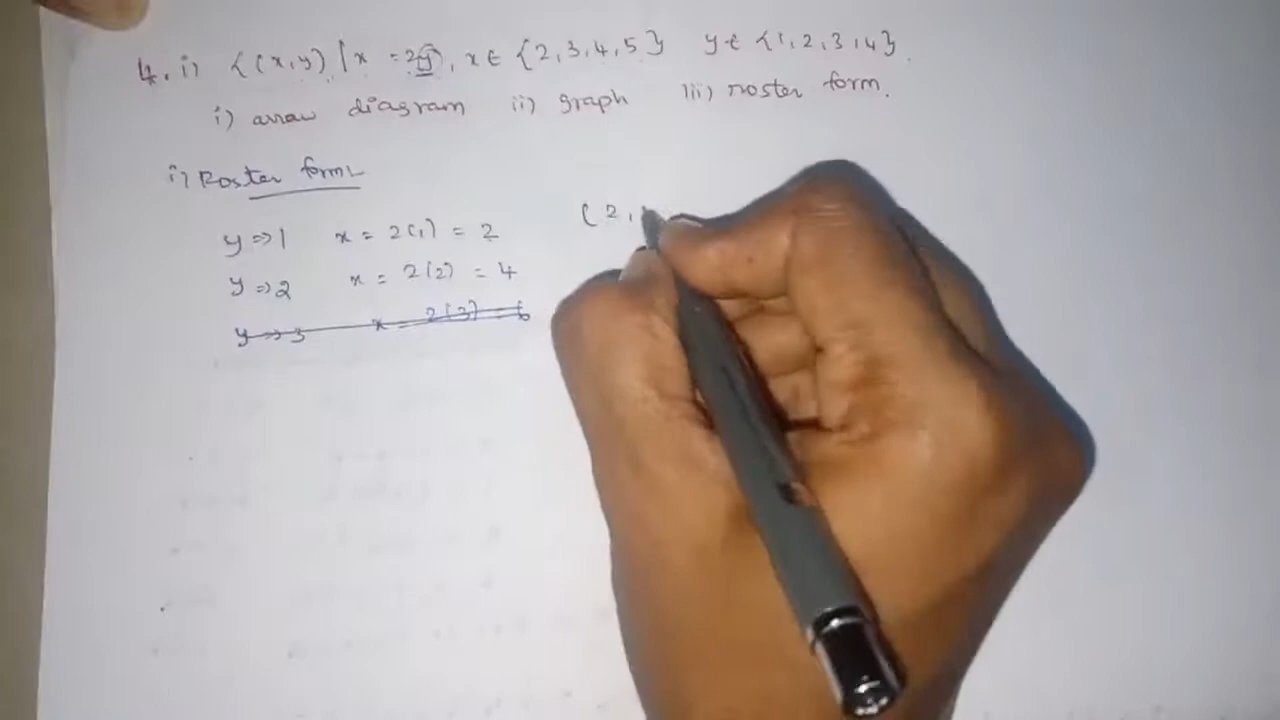 4. i) {(x,y) | x = 2y, x ∈ {2,3,4,5} y ∈ {1,2,3,4}.
i) arrow diagram ii) graph iii) roster form.
i) Roster form:-
y => 1 x = 2(1) = 2 (2,
y => 2 x = 2(2) = 4
y => 3 x = 2(3) = 6